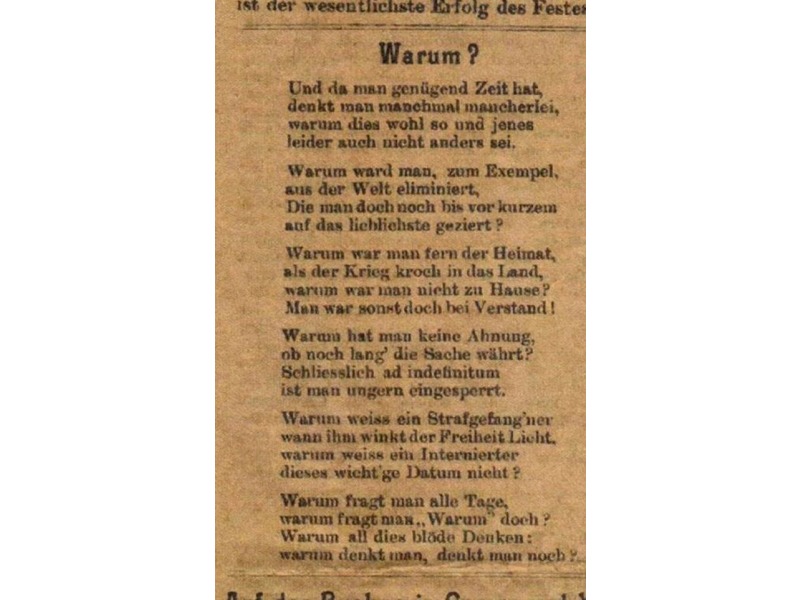 ist der wesentlichste Erfolg des Festes
Warum?
Und da man genügend Zeit hat,
denkt man manchmal mancherlei,
warum dies wohl so und jenes
leider auch nicht anders sei.
Warum ward man, zum Exempel,
aus der Welt eliminiert,
Die man doch noch bis vor kurzem
auf das lieblichste geziert?
Warum war man fern der Heimat,
als der Krieg kroch in das Land,
warum war man nicht zu Hause?
Man war sonst doch bei Verstand!
Warum hat man keine Ahnung,
ob noch lang' die Sache währt?
Schliesslich ad indefinitum
ist man ungern eingesperrt.
Warum weiss ein Strafgefang'ner
wann ihm winkt der Freiheit Licht,
warum weiss ein Internierter
dieses wicht'ge Datum nicht?
Warum fragt man alle Tage,
warum fragt man „Warum" doch?
Warum all dies blöde Denken:
warum denkt man, denkt man noch?